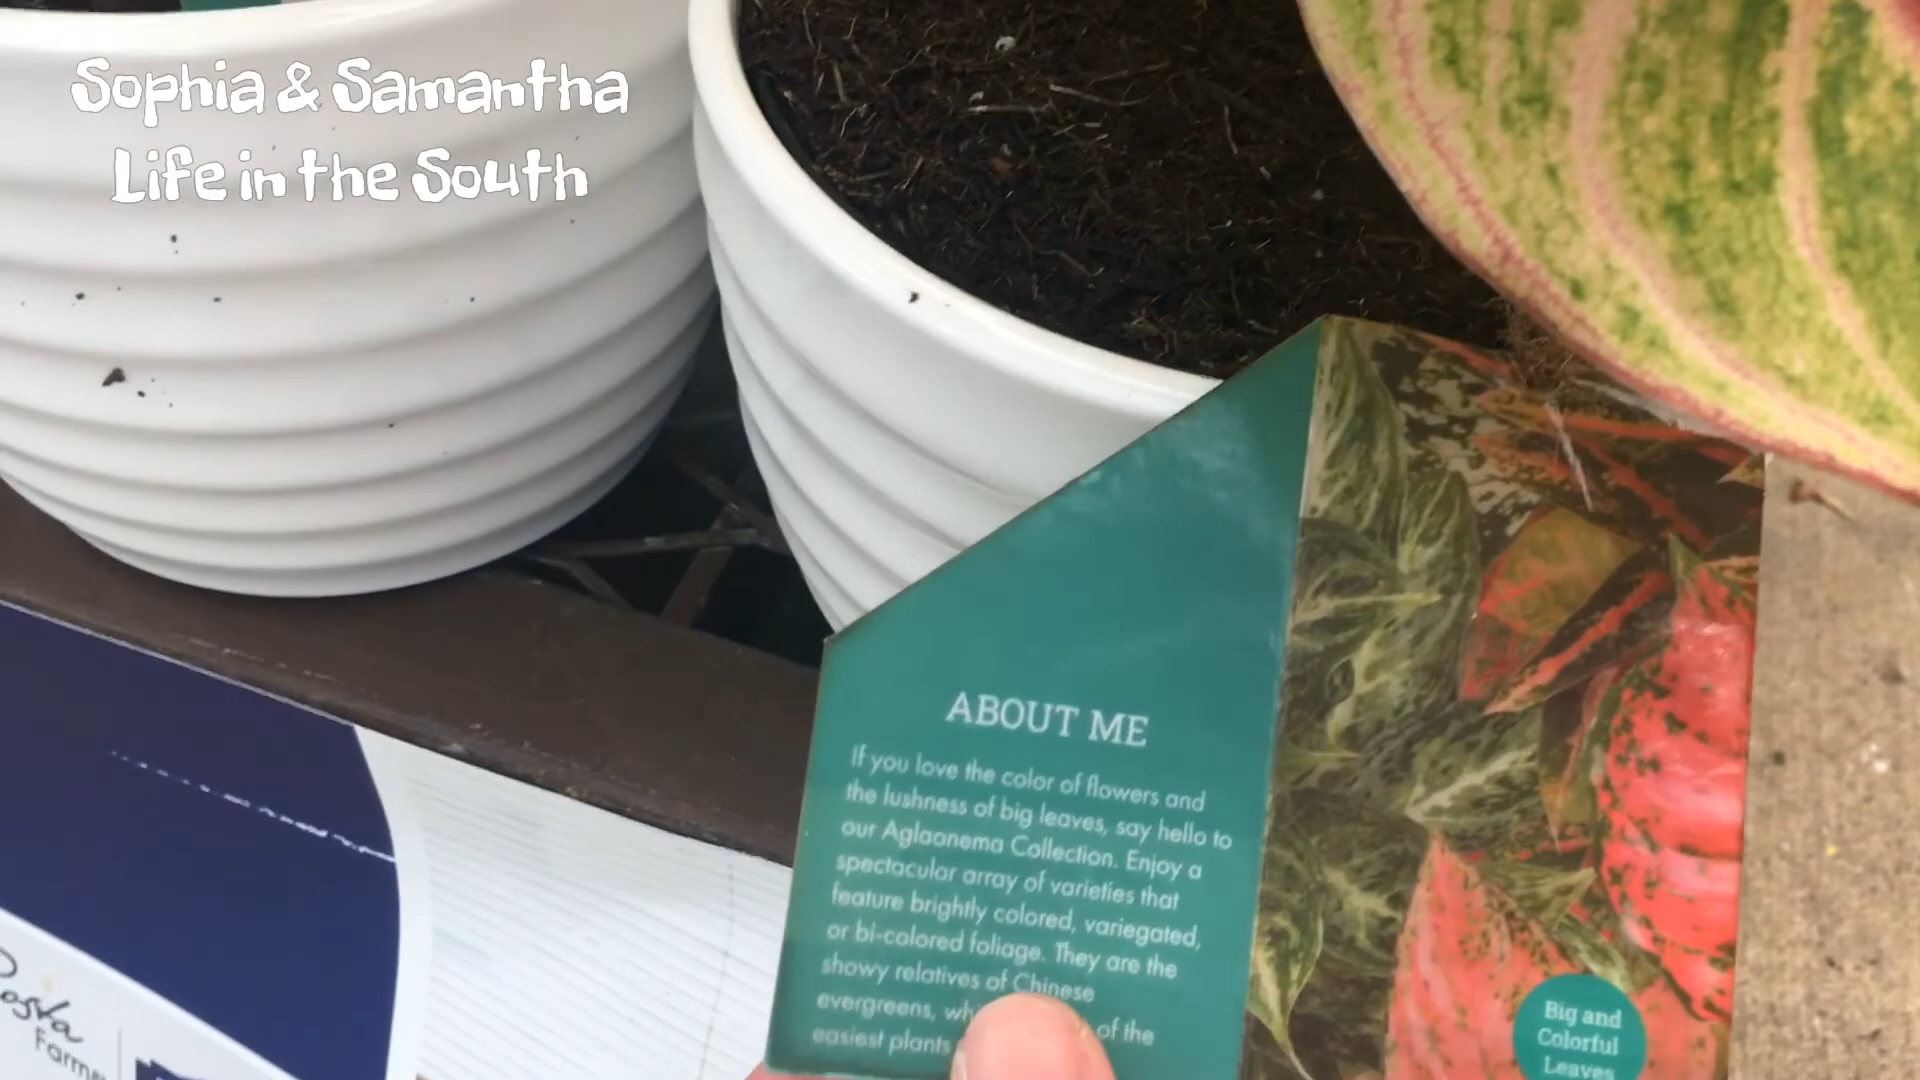 Sophia & Samantha
Life in the South
ABOUT ME
If you love the color of flowers and
the lushness of big leaves, say hello to
our Aglaonema Collection. Enjoy a
spectacular array of varieties that
feature brightly colored, variegated,
or bi-colored foliage. They are the
showy relatives of Chinese
evergreens, of the
easiest plants
Big and
Colorful
Leaves
Costa
Farms